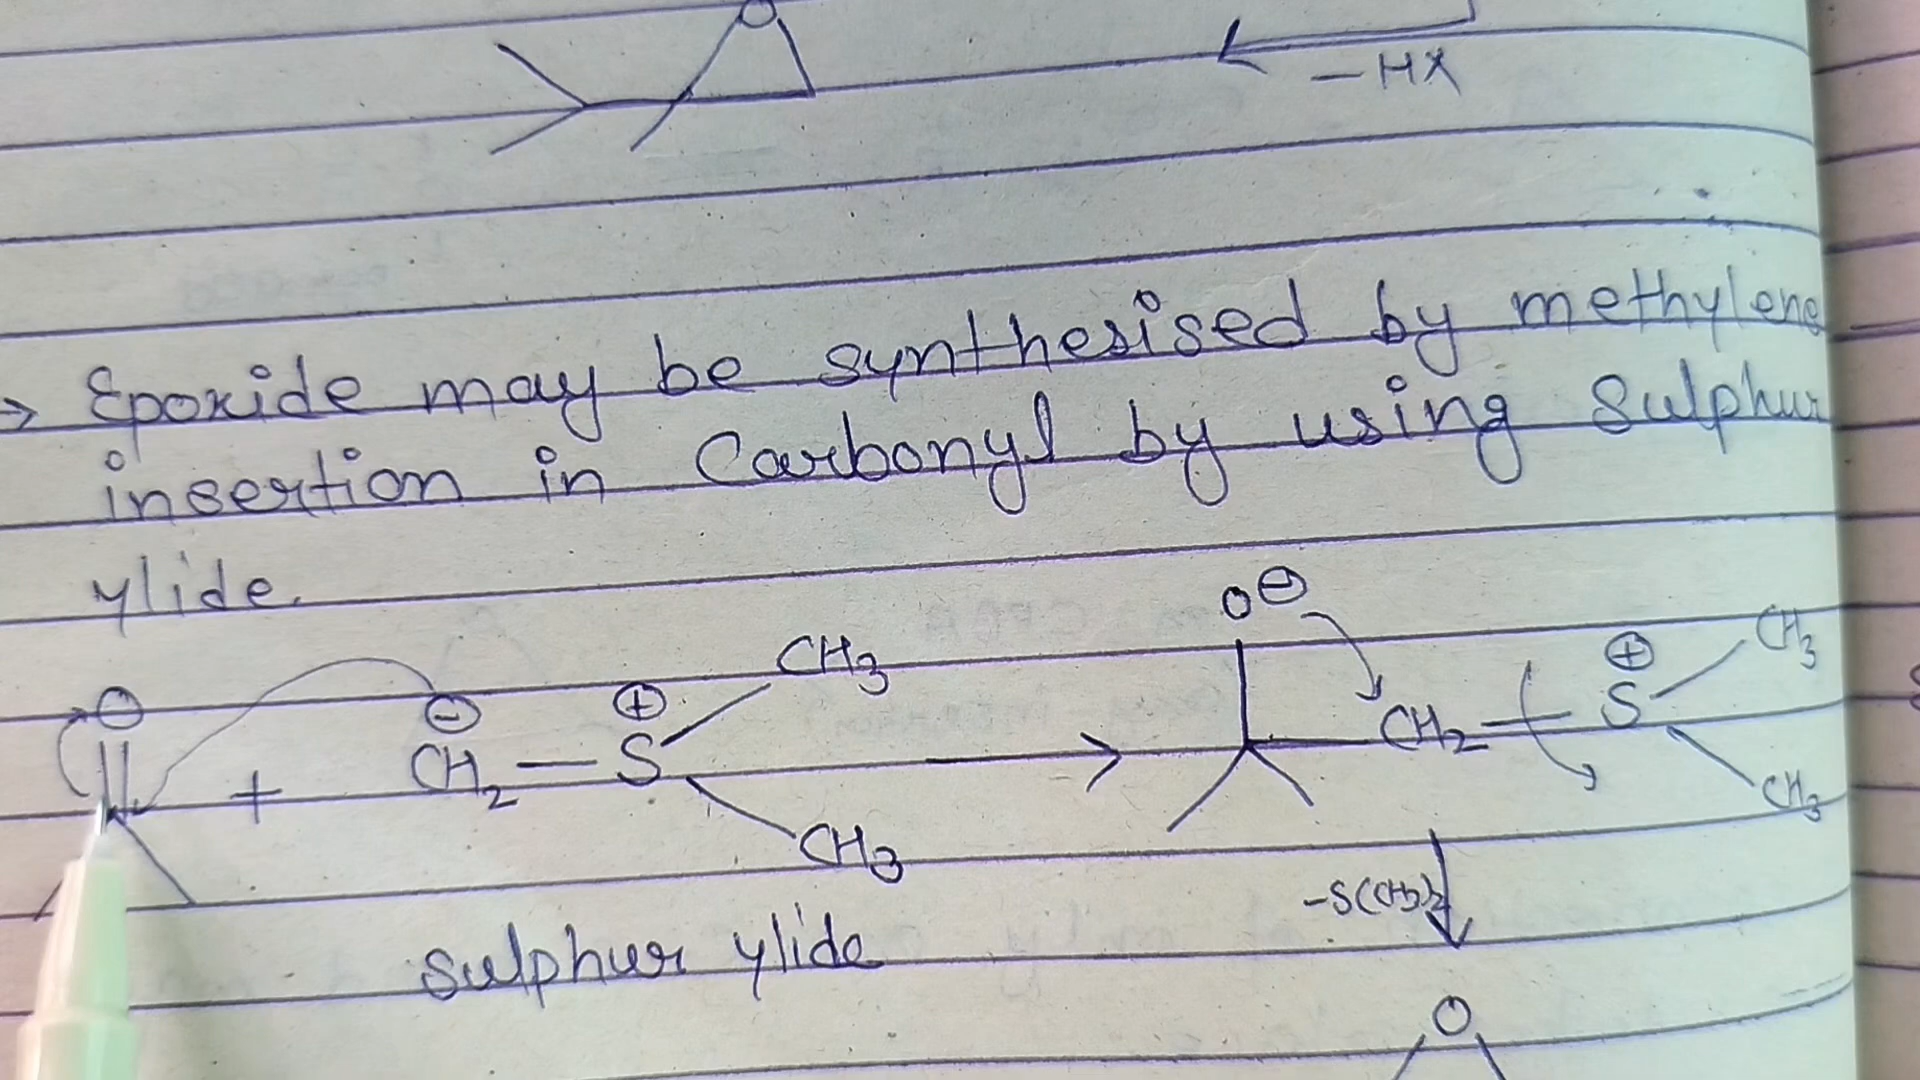 O
- HX
→ Epoxide may be synthesised by methylene
insertion in Carbonyl by using Sulphur
ylide.
O + CH₂⊖ — S⊕ CH₃ CH₃ → O⊖ CH₂ — S⊕ CH₃ CH₃
-S(CH₃)₂
sulphur ylide
O